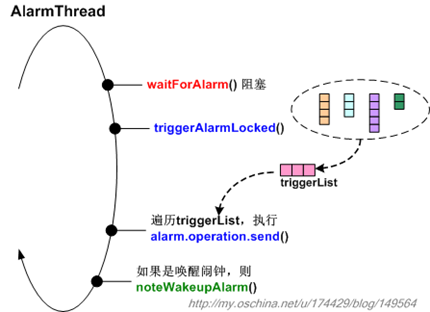 AlarmThread
waitForAlarm() 阻塞
triggerAlarmLocked()
triggerList
遍历triggerList，执行
alarm.operation.send()
如果是唤醒闹钟，则
noteWakeupAlarm()
http://my.oschina.net/u/174429/blog/149564